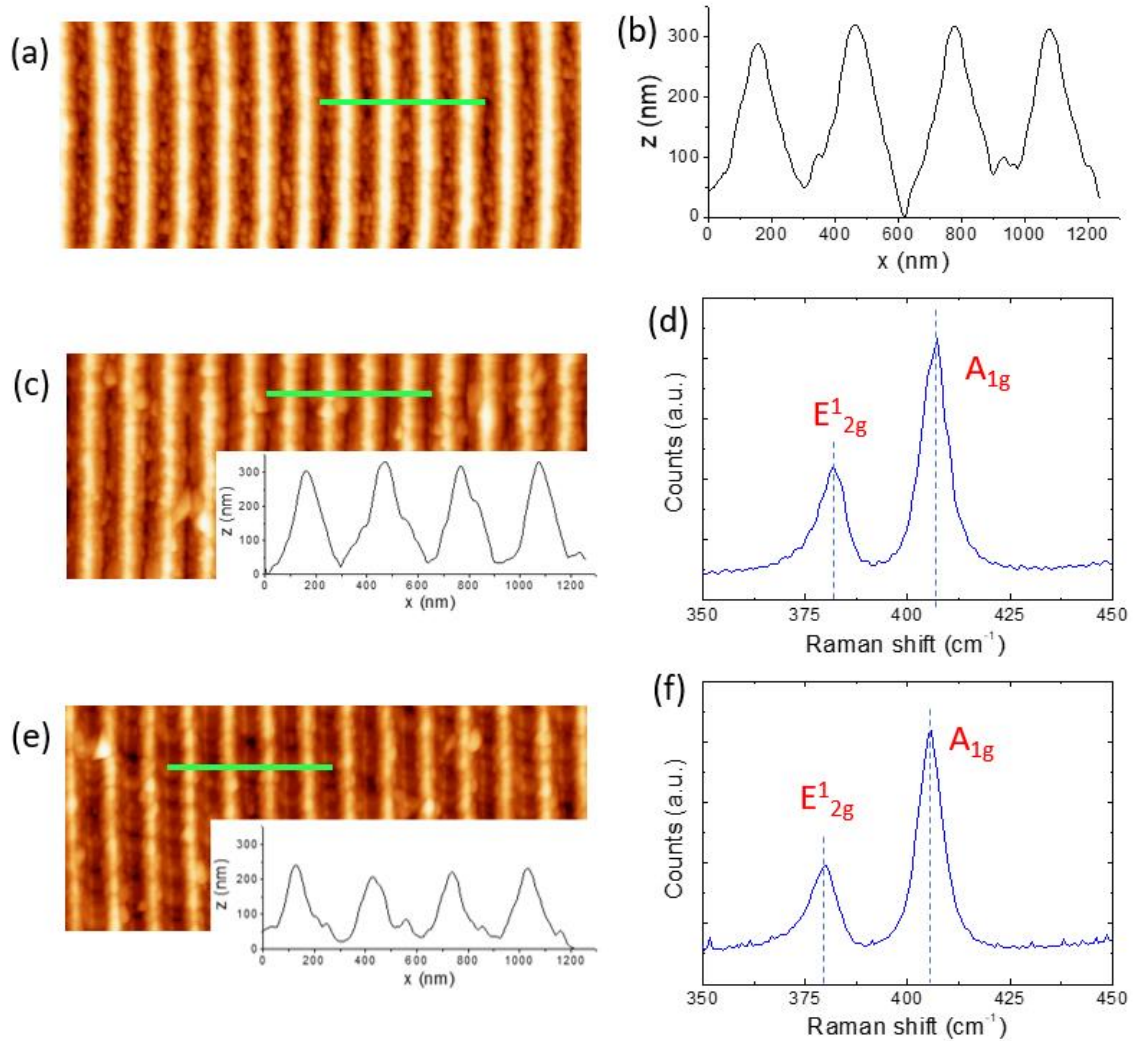 (a)
(b)
300
200
100
0
z (nm)
0 200 400 600 800 1000 1200
x (nm)
(c)
300
200
100
0
z (nm)
0 200 400 600 800 1000 1200
x (nm)
(d)
E¹₂g
A₁g
Counts (a.u.)
350 375 400 425 450
Raman shift (cm⁻¹)
(e)
300
200
100
0
z (nm)
0 200 400 600 800 1000 1200
x (nm)
(f)
E¹₂g
A₁g
Counts (a.u.)
350 375 400 425 450
Raman shift (cm⁻¹)